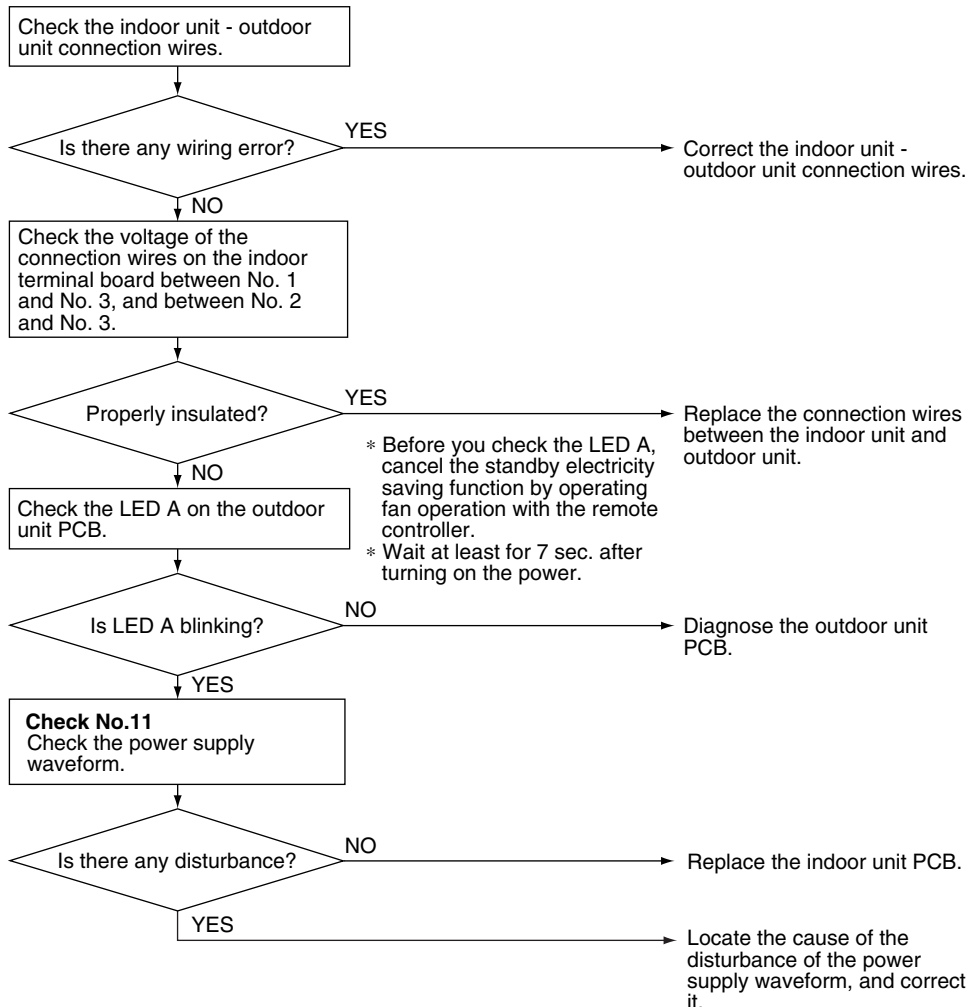 Check the indoor unit - outdoor
unit connection wires.
Is there any wiring error?
YES
Correct the indoor unit -
outdoor unit connection wires.
NO
Check the voltage of the
connection wires on the indoor
terminal board between No. 1
and No. 3, and between No. 2
and No. 3.
Properly insulated?
YES
Replace the connection wires
between the indoor unit and
outdoor unit.
NO
∗ Before you check the LED A,
cancel the standby electricity
saving function by operating
fan operation with the remote
controller.
∗ Wait at least for 7 sec. after
turning on the power.
Check the LED A on the outdoor
unit PCB.
Is LED A blinking?
NO
Diagnose the outdoor unit
PCB.
YES
Check No.11
Check the power supply
waveform.
Is there any disturbance?
NO
Replace the indoor unit PCB.
YES
Locate the cause of the
disturbance of the power
supply waveform, and correct
it.